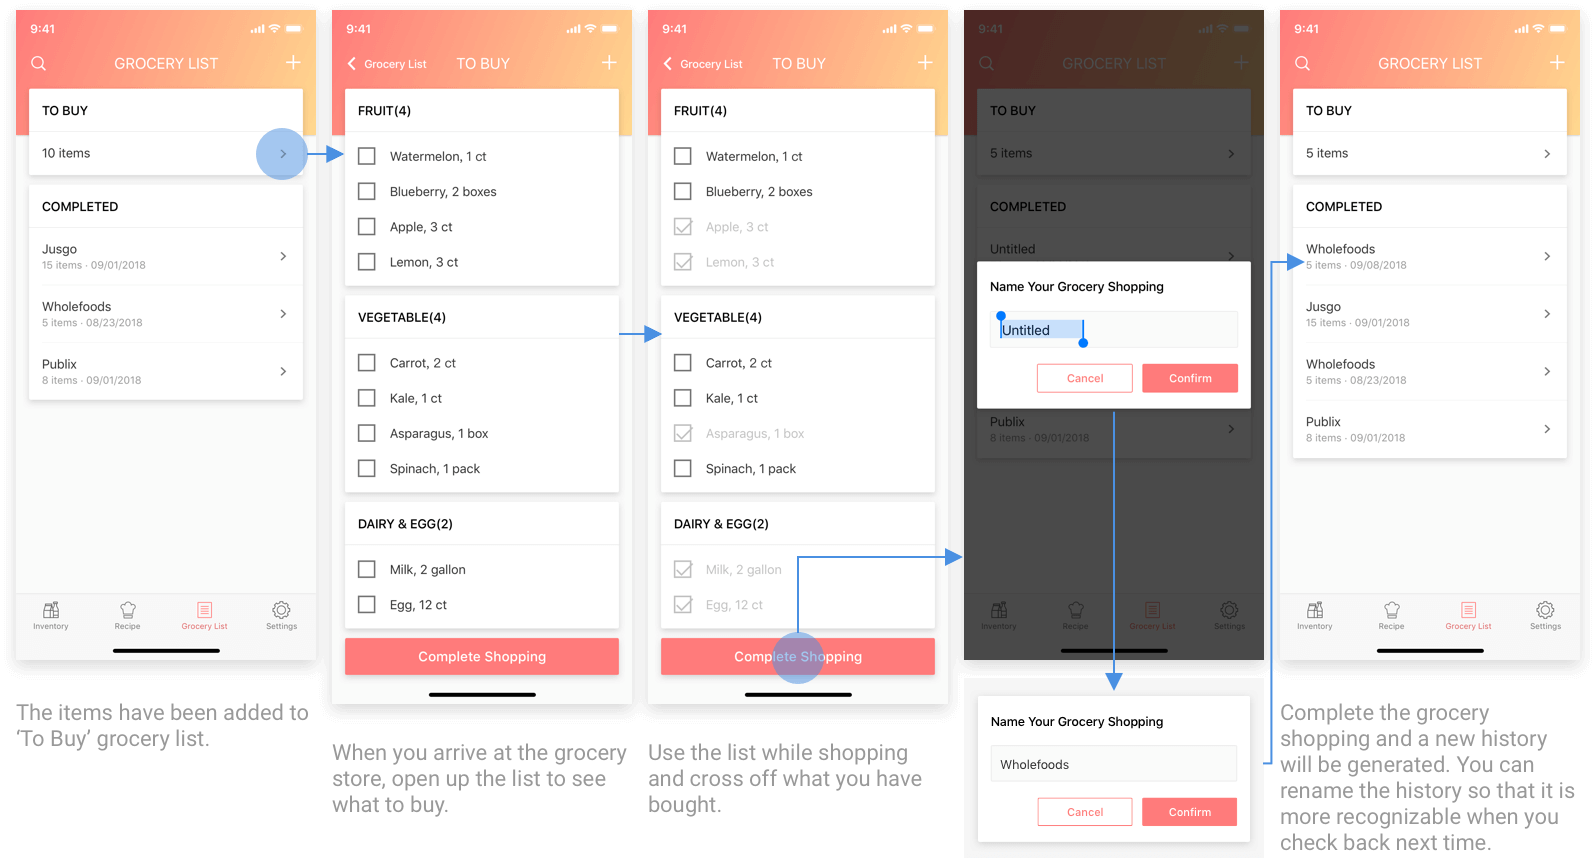 9:41
GROCERY LIST
TO BUY
10 items
COMPLETED
Jusgo
15 items · 09/01/2018
Wholefoods
5 items · 08/23/2018
Publix
8 items · 09/01/2018
Inventory
Recipe
Grocery List
Settings
The items have been added to
‘To Buy’ grocery list.
9:41
Grocery List
TO BUY
FRUIT(4)
Watermelon, 1 ct
Blueberry, 2 boxes
Apple, 3 ct
Lemon, 3 ct
VEGETABLE(4)
Carrot, 2 ct
Kale, 1 ct
Asparagus, 1 box
Spinach, 1 pack
DAIRY & EGG(2)
Milk, 2 gallon
Egg, 12 ct
Complete Shopping
When you arrive at the grocery
store, open up the list to see
what to buy.
9:41
Grocery List
TO BUY
FRUIT(4)
Watermelon, 1 ct
Blueberry, 2 boxes
Apple, 3 ct
Lemon, 3 ct
VEGETABLE(4)
Carrot, 2 ct
Kale, 1 ct
Asparagus, 1 box
Spinach, 1 pack
DAIRY & EGG(2)
Milk, 2 gallon
Egg, 12 ct
Complete Shopping
Use the list while shopping
and cross off what you have
bought.
9:41
GROCERY LIST
TO BUY
5 items
COMPLETED
Untitled
Name Your Grocery Shopping
Untitled
Cancel
Confirm
Publix
8 items · 09/01/2018
Inventory
Recipe
Grocery List
Settings
Name Your Grocery Shopping
Wholefoods
Cancel
Confirm
9:41
GROCERY LIST
TO BUY
5 items
COMPLETED
Wholefoods
5 items · 09/08/2018
Jusgo
15 items · 09/01/2018
Wholefoods
5 items · 08/23/2018
Publix
8 items · 09/01/2018
Inventory
Recipe
Grocery List
Settings
Complete the grocery
shopping and a new history
will be generated. You can
rename the history so that it is
more recognizable when you
check back next time.